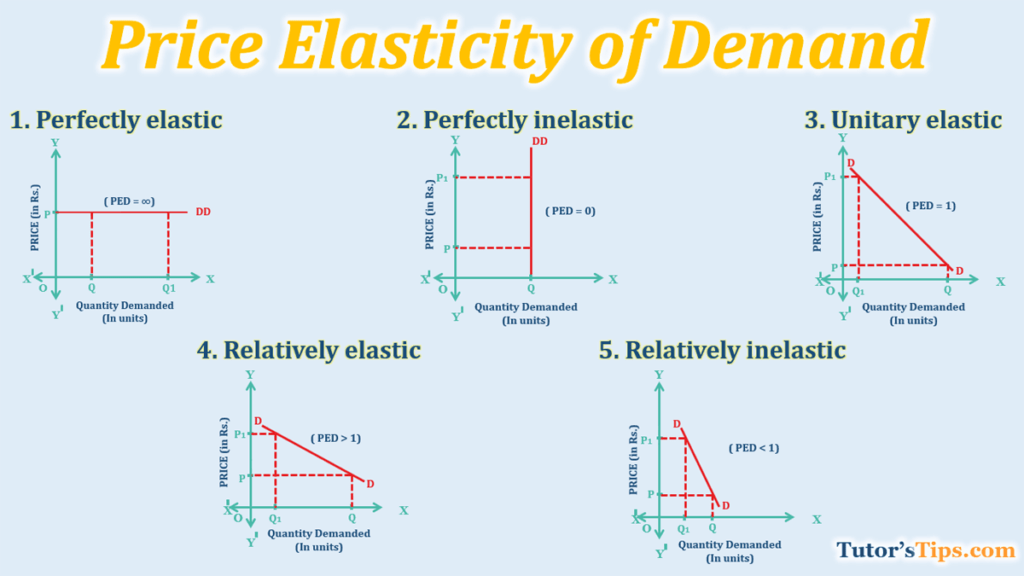 Price Elasticity of Demand
1. Perfectly elastic
Y
PRICE (in Rs.)
( PED = ∞)
P
DD
X'
O
Q
Q1
X
Y'
Quantity Demanded
(In units)
2. Perfectly inelastic
Y
DD
P1
PRICE (in Rs.)
( PED = 0)
P
X'
O
Q
X
Y'
Quantity Demanded
(In units)
3. Unitary elastic
Y
D
P1
PRICE (in Rs.)
( PED = 1)
P
D
X'
O
Q1
Q
X
Y'
Quantity Demanded
(In units)
4. Relatively elastic
Y
D
P1
PRICE (in Rs.)
( PED > 1)
P
D
X'
O
Q1
Q
X
Y'
Quantity Demanded
(In units)
5. Relatively inelastic
Y
D
P1
PRICE (in Rs.)
( PED < 1)
P
D
X'
O
Q1
Q
X
Y'
Quantity Demanded
(In units)
Tutor'sTips.com